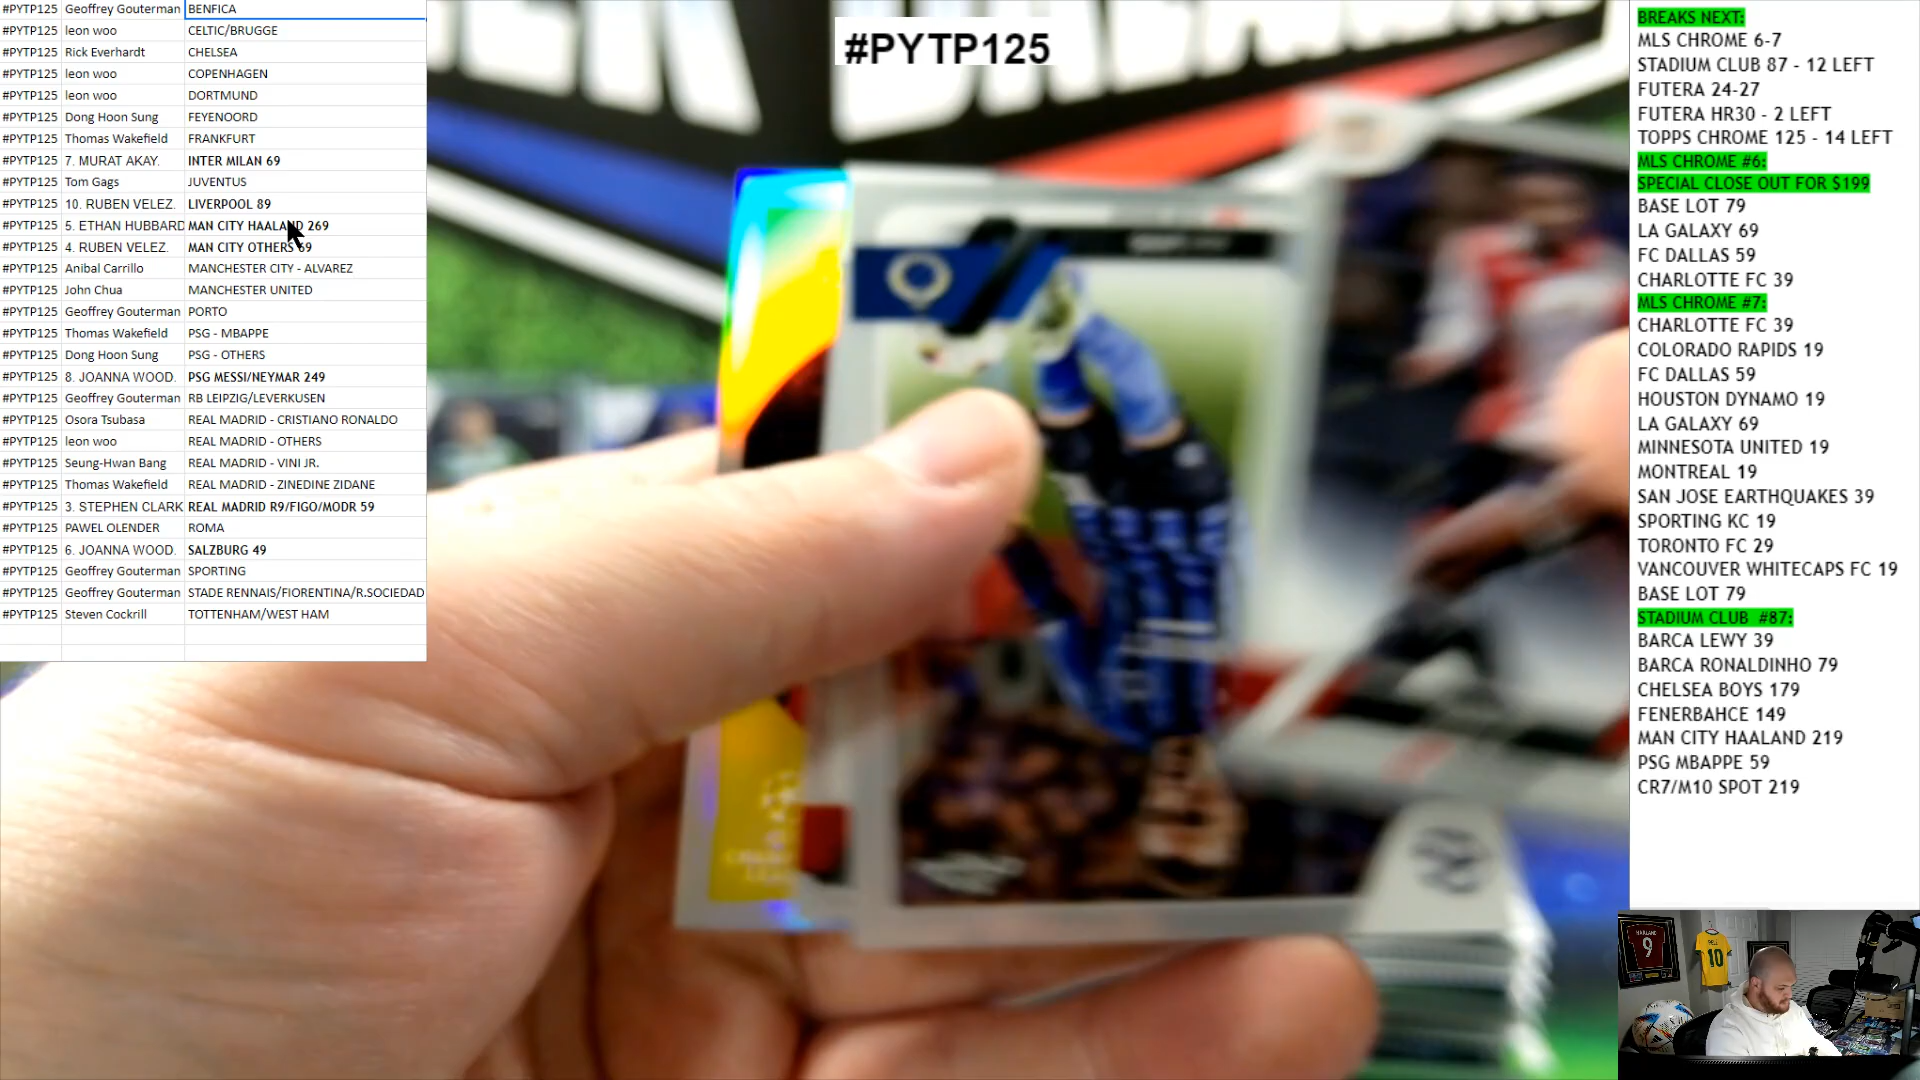 #PYTP125 Geoffrey Gouterman BENFICA
#PYTP125 leon woo CELTIC/BRUGGE
#PYTP125 Rick Everhardt CHELSEA
#PYTP125 leon woo COPENHAGEN
#PYTP125 leon woo DORTMUND
#PYTP125 Dong Hoon Sung FEYENOORD
#PYTP125 Thomas Wakefield FRANKFURT
#PYTP125 7. MURAT AKAY. INTER MILAN 69
#PYTP125 Tom Gags JUVENTUS
#PYTP125 10. RUBEN VELEZ. LIVERPOOL 89
#PYTP125 5. ETHAN HUBBARD MAN CITY HAALAND 269
#PYTP125 4. RUBEN VELEZ. MAN CITY OTHERS 69
#PYTP125 Anibal Carrillo MANCHESTER CITY - ALVAREZ
#PYTP125 John Chua MANCHESTER UNITED
#PYTP125 Geoffrey Gouterman PORTO
#PYTP125 Thomas Wakefield PSG - MBAPPE
#PYTP125 Dong Hoon Sung PSG - OTHERS
#PYTP125 8. JOANNA WOOD. PSG MESSI/NEYMAR 249
#PYTP125 Geoffrey Gouterman RB LEIPZIG/LEVERKUSEN
#PYTP125 Osora Tsubasa REAL MADRID - CRISTIANO RONALDO
#PYTP125 leon woo REAL MADRID - OTHERS
#PYTP125 Seung-Hwan Bang REAL MADRID - VINI JR.
#PYTP125 Thomas Wakefield REAL MADRID - ZINEDINE ZIDANE
#PYTP125 3. STEPHEN CLARK REAL MADRID R9/FIGO/MODR 59
#PYTP125 PAWEL OLENDER ROMA
#PYTP125 6. JOANNA WOOD. SALZBURG 49
#PYTP125 Geoffrey Gouterman SPORTING
#PYTP125 Geoffrey Gouterman STADE RENNAIS/FIORENTINA/R.SOCIEDAD
#PYTP125 Steven Cockrill TOTTENHAM/WEST HAM
#PYTP125
BREAKS NEXT:
MLS CHROME 6-7
STADIUM CLUB 87 - 12 LEFT
FUTERA 24-27
FUTERA HR30 - 2 LEFT
TOPPS CHROME 125 - 14 LEFT
MLS CHROME #6:
SPECIAL CLOSE OUT FOR $199
BASE LOT 79
LA GALAXY 69
FC DALLAS 59
CHARLOTTE FC 39
MLS CHROME #7:
CHARLOTTE FC 39
COLORADO RAPIDS 19
FC DALLAS 59
HOUSTON DYNAMO 19
LA GALAXY 69
MINNESOTA UNITED 19
MONTREAL 19
SAN JOSE EARTHQUAKES 39
SPORTING KC 19
TORONTO FC 29
VANCOUVER WHITECAPS FC 19
BASE LOT 79
STADIUM CLUB #87:
BARCA LEWY 39
BARCA RONALDINHO 79
CHELSEA BOYS 179
FENERBAHCE 149
MAN CITY HAALAND 219
PSG MBAPPE 59
CR7/M10 SPOT 219
9
10